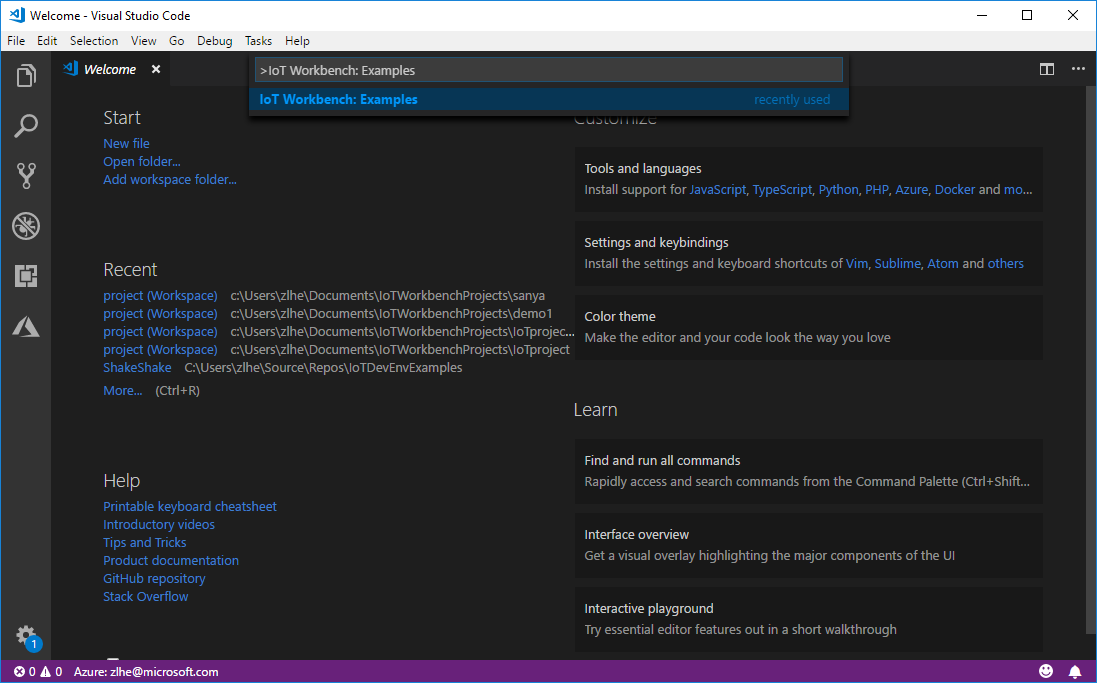 Welcome - Visual Studio Code
File Edit Selection View Go Debug Tasks Help
Welcome
>IoT Workbench: Examples
IoT Workbench: Examples recently used
Start
New file
Open folder...
Add workspace folder...
Recent
project (Workspace) c:\Users\zlhe\Documents\IoTWorkbenchProjects\sanya
project (Workspace) c:\Users\zlhe\Documents\IoTWorkbenchProjects\demo1
project (Workspace) c:\Users\zlhe\Documents\IoTWorkbenchProjects\IoTprojec...
project (Workspace) c:\Users\zlhe\Documents\IoTWorkbenchProjects\IoTproject
ShakeShake C:\Users\zlhe\Source\Repos\IoTDevEnvExamples
More... (Ctrl+R)
Help
Printable keyboard cheatsheet
Introductory videos
Tips and Tricks
Product documentation
GitHub repository
Stack Overflow
Customize
Tools and languages
Install support for JavaScript, TypeScript, Python, PHP, Azure, Docker and mo...
Settings and keybindings
Install the settings and keyboard shortcuts of Vim, Sublime, Atom and others
Color theme
Make the editor and your code look the way you love
Learn
Find and run all commands
Rapidly access and search commands from the Command Palette (Ctrl+Shift...
Interface overview
Get a visual overlay highlighting the major components of the UI
Interactive playground
Try essential editor features out in a short walkthrough
1
0 0 Azure: zlhe@microsoft.com